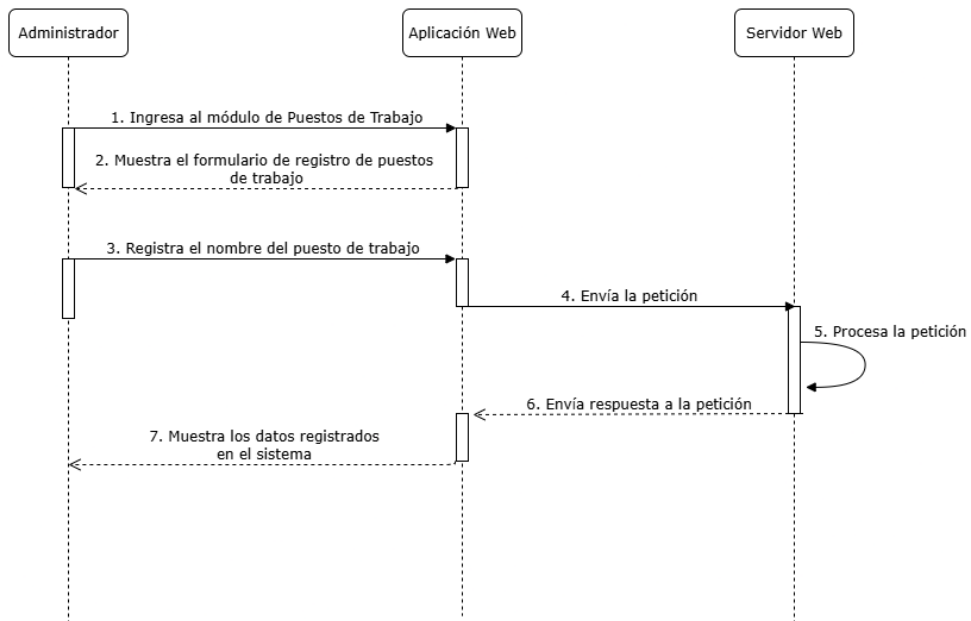 Administrador
Aplicación Web
Servidor Web
1. Ingresa al módulo de Puestos de Trabajo
2. Muestra el formulario de registro de puestos
de trabajo
3. Registra el nombre del puesto de trabajo
4. Envía la petición
5. Procesa la petición
6. Envía respuesta a la petición
7. Muestra los datos registrados
en el sistema